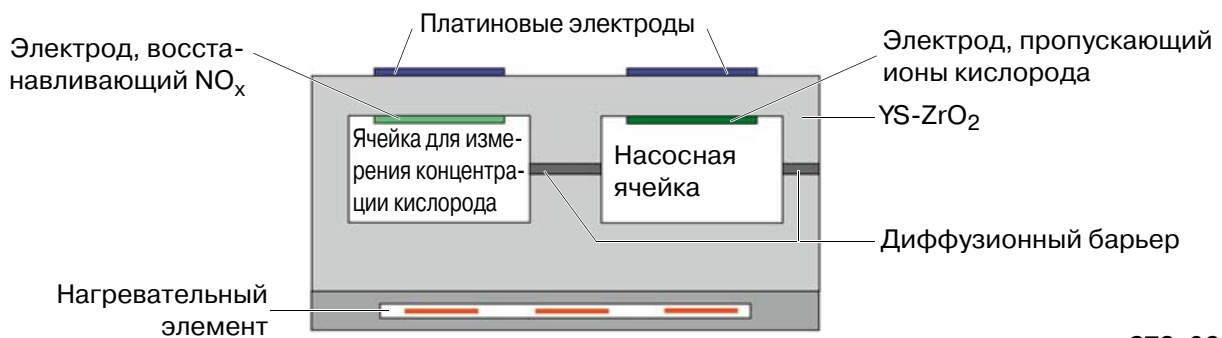 Платиновые электроды
Электрод, восста-
навливающий NOx
Электрод, пропускающий
ионы кислорода
YS-ZrO2
Ячейка для изме-
рения концентра-
ции кислорода
Насосная
ячейка
Диффузионный барьер
Нагревательный
элемент